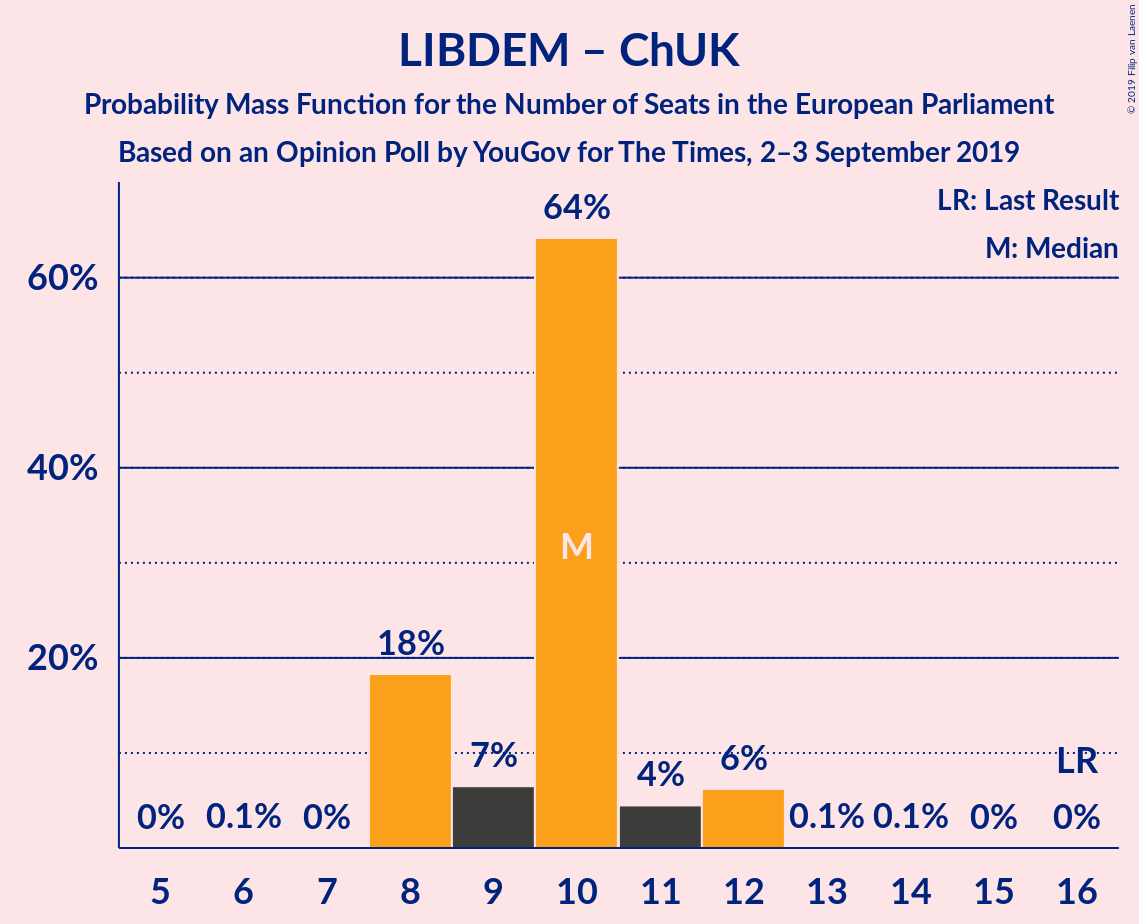 LIBDEM – ChUK
Probability Mass Function for the Number of Seats in the European Parliament
Based on an Opinion Poll by YouGov for The Times, 2–3 September 2019
© 2019 Filip van Laenen
LR: Last Result
M: Median
60%
40%
20%
0%
0.1%
0%
18%
7%
64%
M
4%
6%
0.1%
0.1%
0%
LR
0%
5 6 7 8 9 10 11 12 13 14 15 16